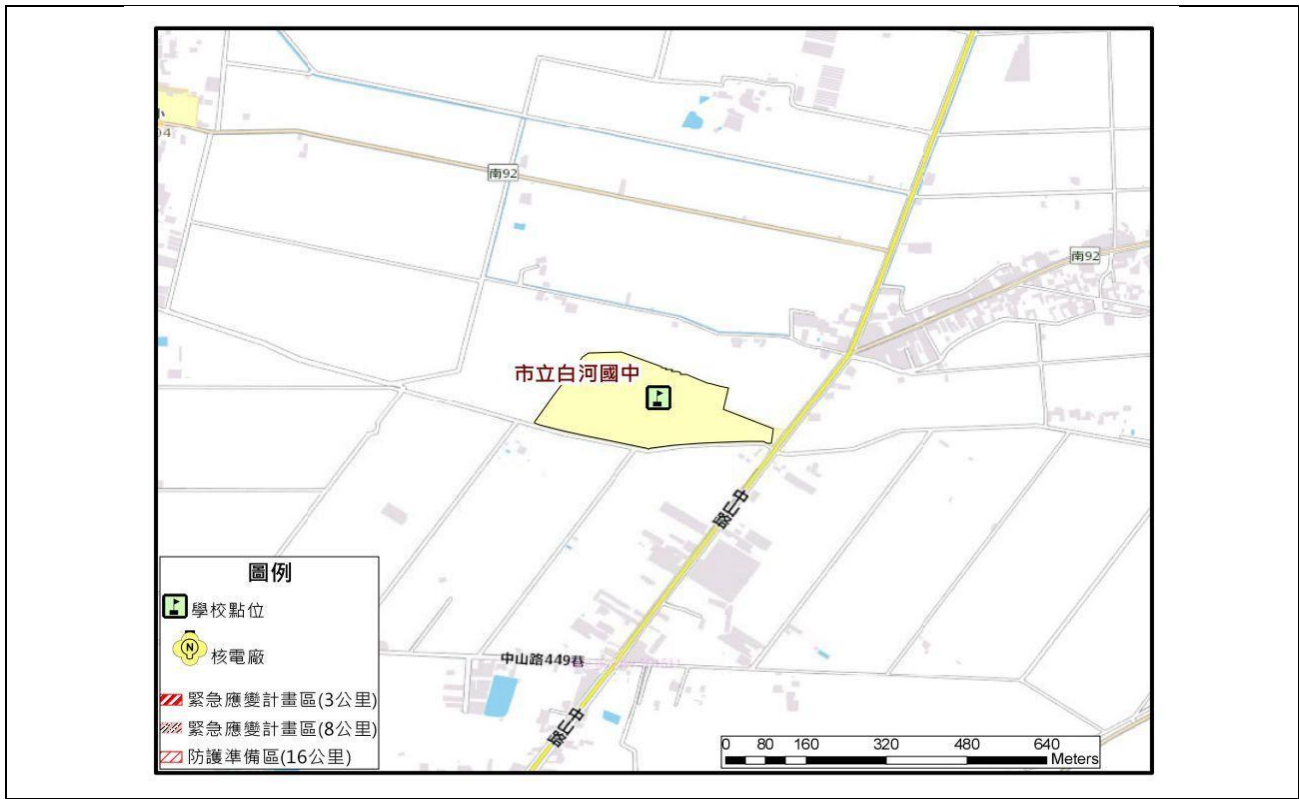 小
94
南92
南92
市立白河國中
中山路
中山路449巷
中山路
圖例
學校點位
N
核電廠
緊急應變計畫區(3公里)
緊急應變計畫區(8公里)
防護準備區(16公里)
0 80 160 320 480 640
Meters